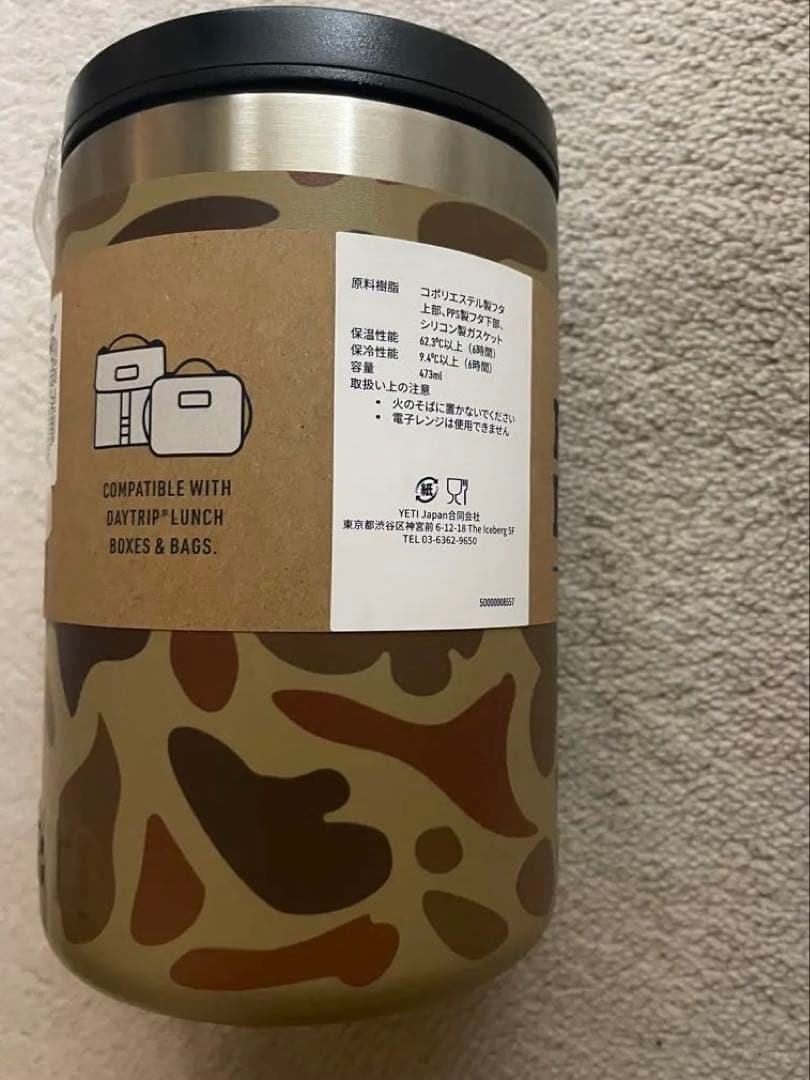 COMPATIBLE WITH
DAYTRIP® LUNCH
BOXES & BAGS.
原料樹脂 コポリエステル製フタ
上部、PPS製フタ下部、
シリコン製ガスケット
保温性能 62.3℃以上（6時間）
保冷性能 9.4℃以上（6時間）
容量 473ml
取扱い上の注意
• 火のそばに置かないでください
• 電子レンジは使用できません
紙
YETI Japan合同会社
東京都渋谷区神宮前 6-12-18 The Iceberg 5F
TEL 03-6362-9650
50000008557